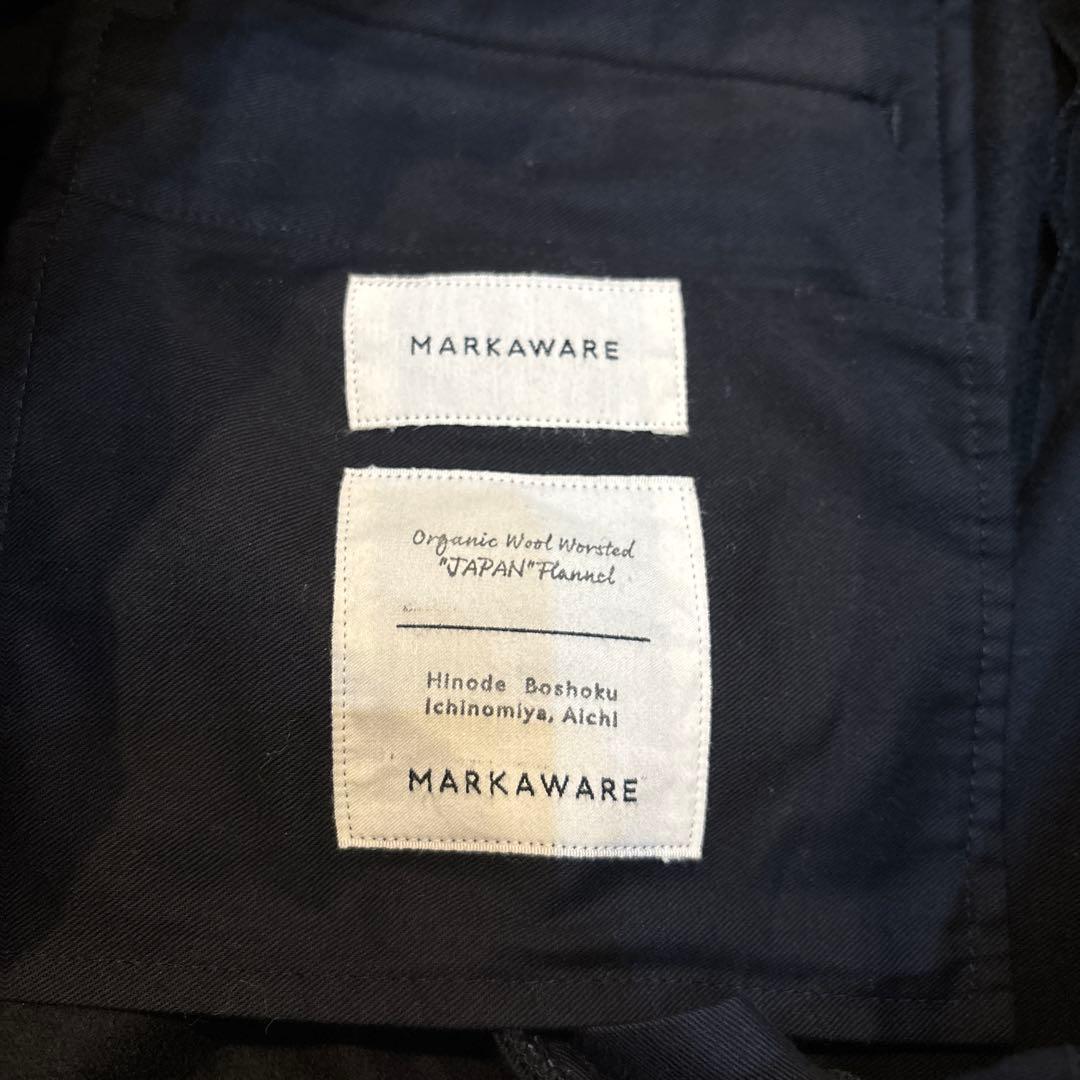 MARKAWARE
Organic Wool Worsted
"JAPAN" Flannel
Hinode Boshoku
Ichinomiya, Aichi
MARKAWARE